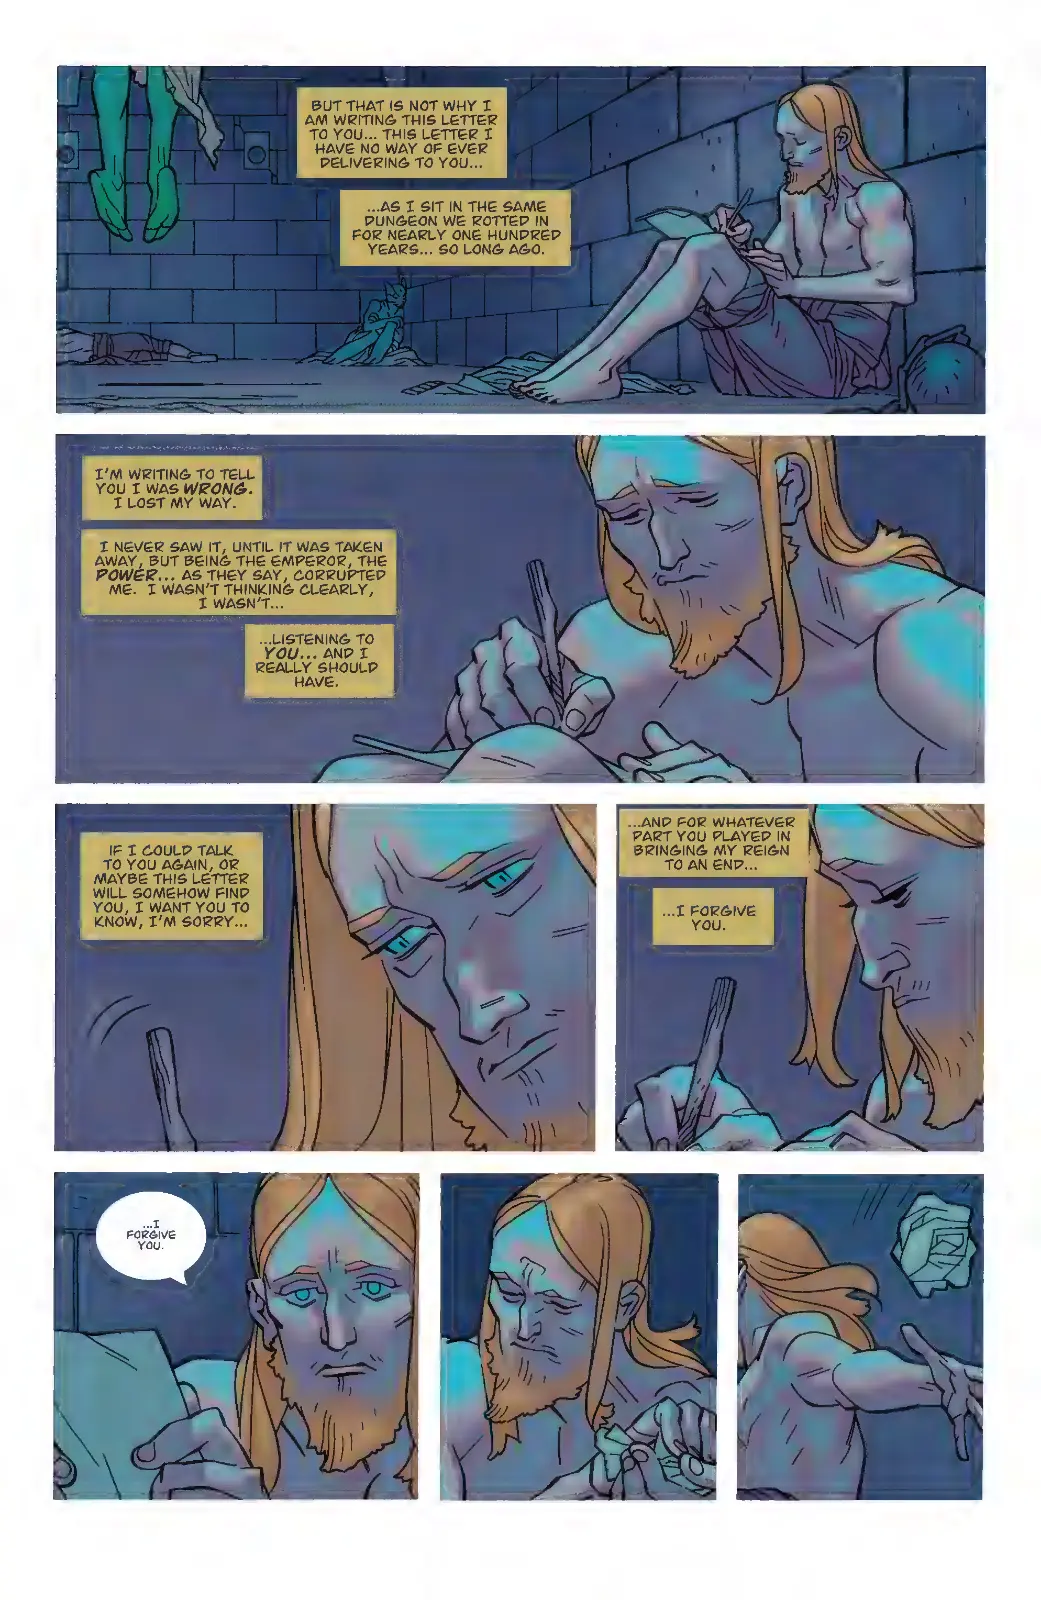 BUT THAT IS NOT WHY I
AM WRITING THIS LETTER
TO YOU... THIS LETTER I
HAVE NO WAY OF EVER
DELIVERING TO YOU...
...AS I SIT IN THE SAME
DUNGEON WE ROTTED IN
FOR NEARLY ONE HUNDRED
YEARS... SO LONG AGO.
I'M WRITING TO TELL
YOU I WAS WRONG.
I LOST MY WAY.
I NEVER SAW IT, UNTIL IT WAS TAKEN
AWAY, BUT BEING THE EMPEROR, THE
POWER... AS THEY SAY, CORRUPTED
ME. I WASN'T THINKING CLEARLY,
I WASN'T...
...LISTENING TO
YOU... AND I
REALLY SHOULD
HAVE.
IF I COULD TALK
TO YOU AGAIN, OR
MAYBE THIS LETTER
WILL SOMEHOW FIND
YOU, I WANT YOU TO
KNOW, I'M SORRY...
...AND FOR WHATEVER
PART YOU PLAYED IN
BRINGING MY REIGN
TO AN END...
...I FORGIVE
YOU.
...I
FORGIVE
YOU.